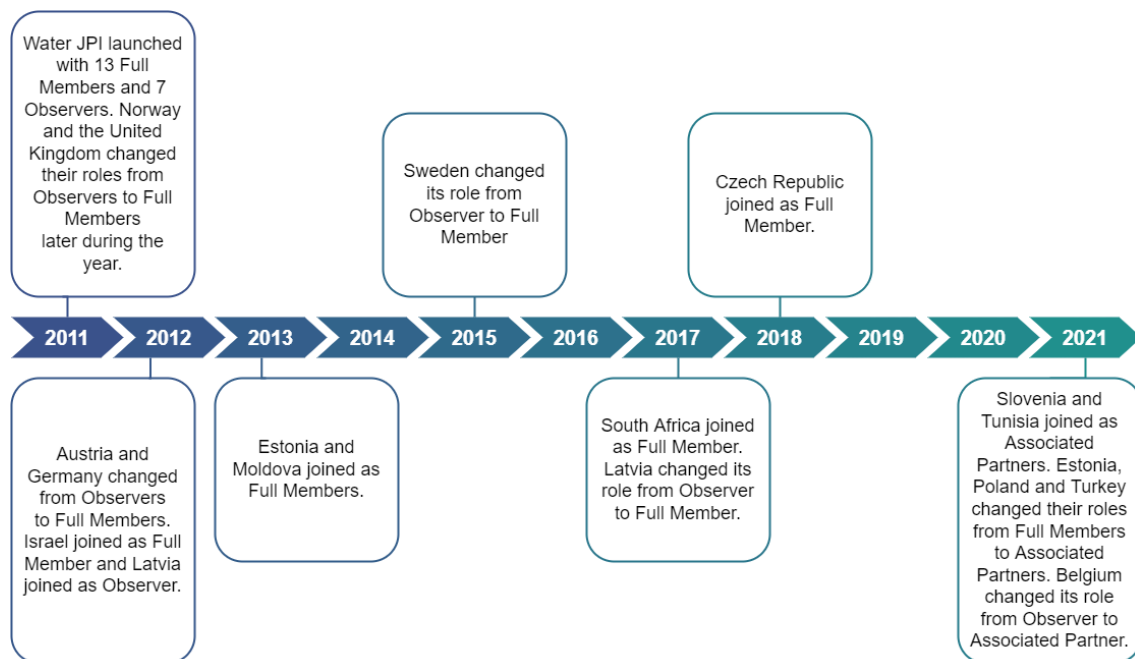 Water JPI launched
with 13 Full
Members and 7
Observers. Norway
and the United
Kingdom changed
their roles from
Observers to Full
Members
later during the
year.
Sweden changed
its role from
Observer to Full
Member
Czech Republic
joined as Full
Member.
2011 2012 2013 2014 2015 2016 2017 2018 2019 2020 2021
Austria and
Germany changed
from Observers
to Full Members.
Israel joined as Full
Member and Latvia
joined as Observer.
Estonia and
Moldova joined as
Full Members.
South Africa joined
as Full Member.
Latvia changed its
role from Observer
to Full Member.
Slovenia and
Tunisia joined as
Associated
Partners. Estonia,
Poland and Turkey
changed their roles
from Full Members
to Associated
Partners. Belgium
changed its role
from Observer to
Associated Partner.